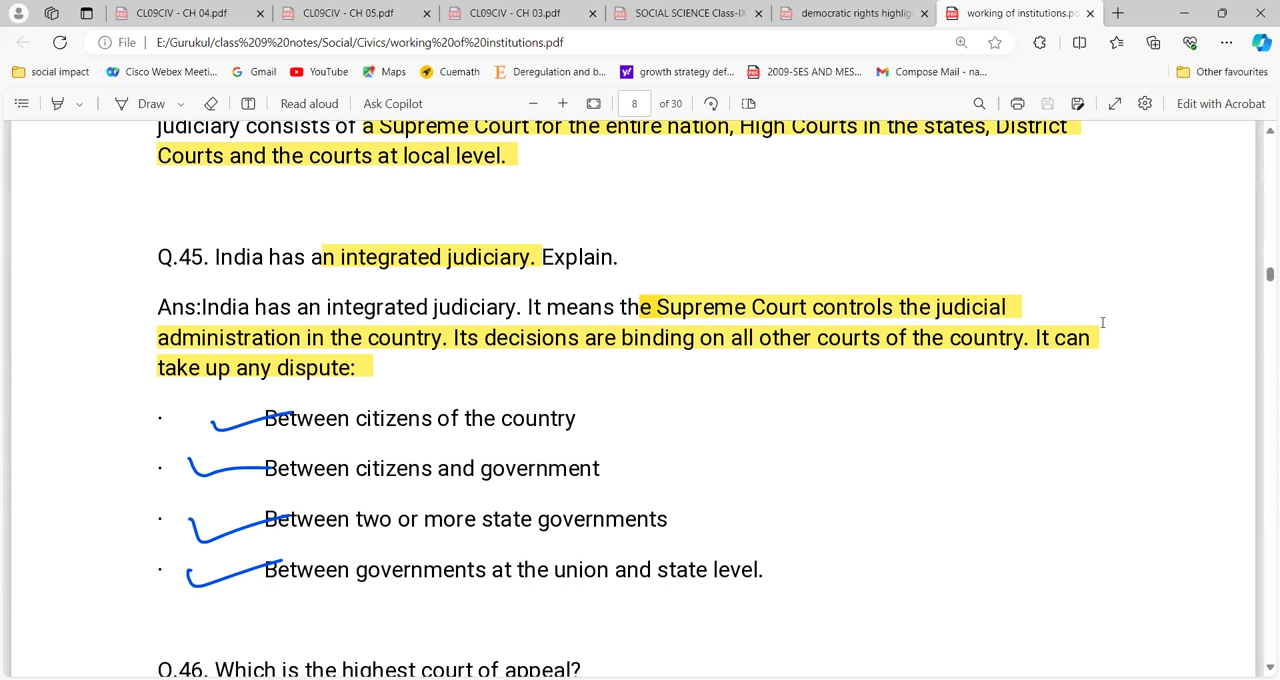 CL09CIV - CH 04.pdf
CL09CIV - CH 05.pdf
CL09CIV - CH 03.pdf
SOCIAL SCIENCE Class-IX
democratic rights highlig
working of institutions.pd
File
E:/Gurukul/class%209%20notes/Social/Civics/working%20of%20institutions.pdf
social impact
Cisco Webex Meeti...
Gmail
YouTube
Maps
Cuemath
Deregulation and b...
growth strategy def...
2009-SES AND MES...
Compose Mail - na...
Other favourites
Draw
Read aloud
Ask Copilot
8 of 30
Edit with Acrobat
judiciary consists of a Supreme Court for the entire nation, High Courts in the states, District
Courts and the courts at local level.
Q.45. India has an integrated judiciary. Explain.
Ans:India has an integrated judiciary. It means the Supreme Court controls the judicial
administration in the country. Its decisions are binding on all other courts of the country. It can
take up any dispute:
· Between citizens of the country
· Between citizens and government
· Between two or more state governments
· Between governments at the union and state level.
Q.46. Which is the highest court of appeal?